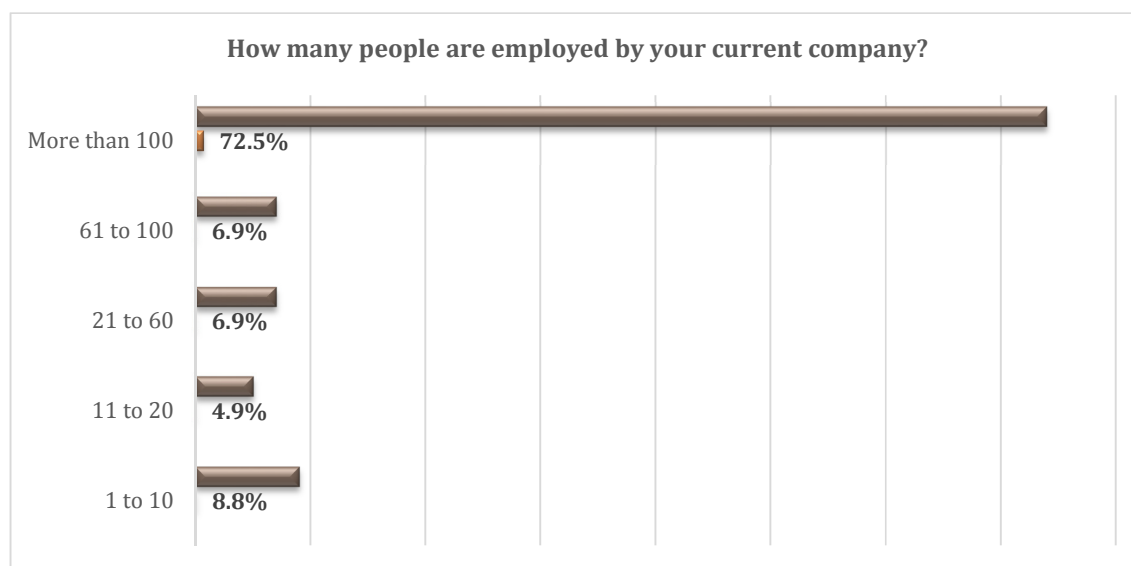 How many people are employed by your current company?
More than 100
72.5%
61 to 100
6.9%
21 to 60
6.9%
11 to 20
4.9%
1 to 10
8.8%